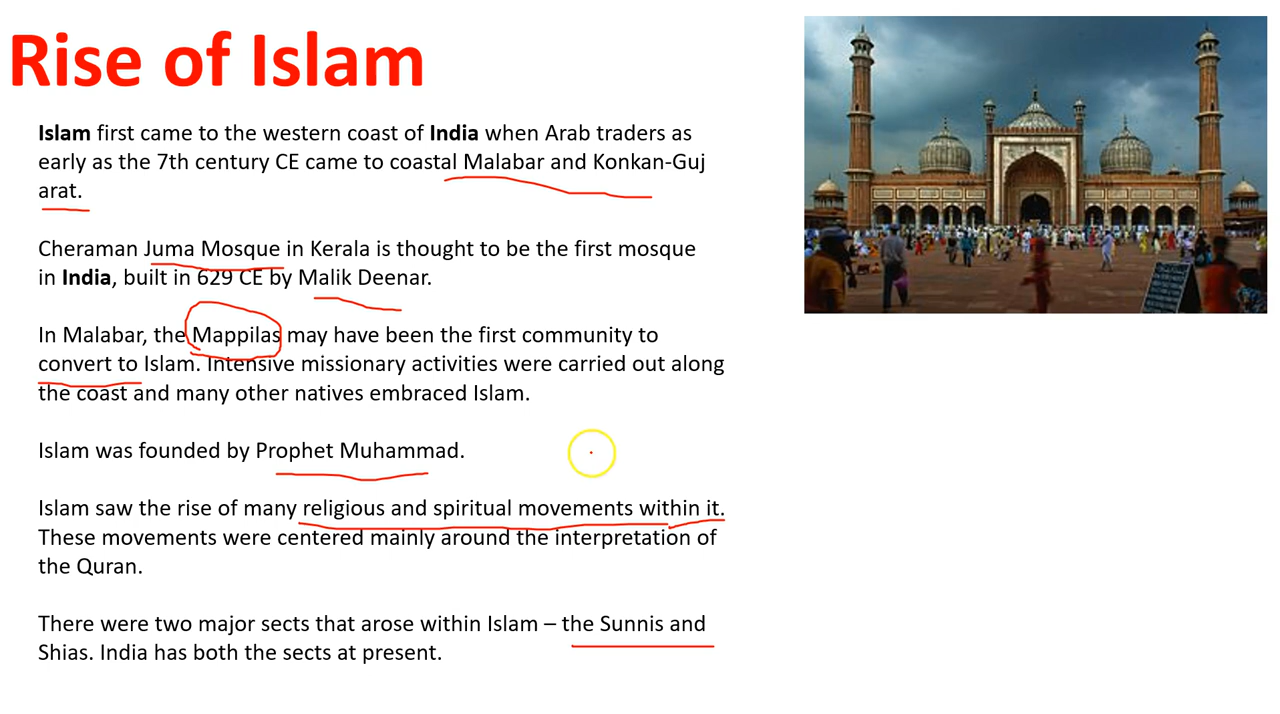 Rise of Islam
Islam first came to the western coast of India when Arab traders as
early as the 7th century CE came to coastal Malabar and Konkan-Guj
arat.
Cheraman Juma Mosque in Kerala is thought to be the first mosque
in India, built in 629 CE by Malik Deenar.
In Malabar, the Mappilas may have been the first community to
convert to Islam. Intensive missionary activities were carried out along
the coast and many other natives embraced Islam.
Islam was founded by Prophet Muhammad.
Islam saw the rise of many religious and spiritual movements within it.
These movements were centered mainly around the interpretation of
the Quran.
There were two major sects that arose within Islam – the Sunnis and
Shias. India has both the sects at present.